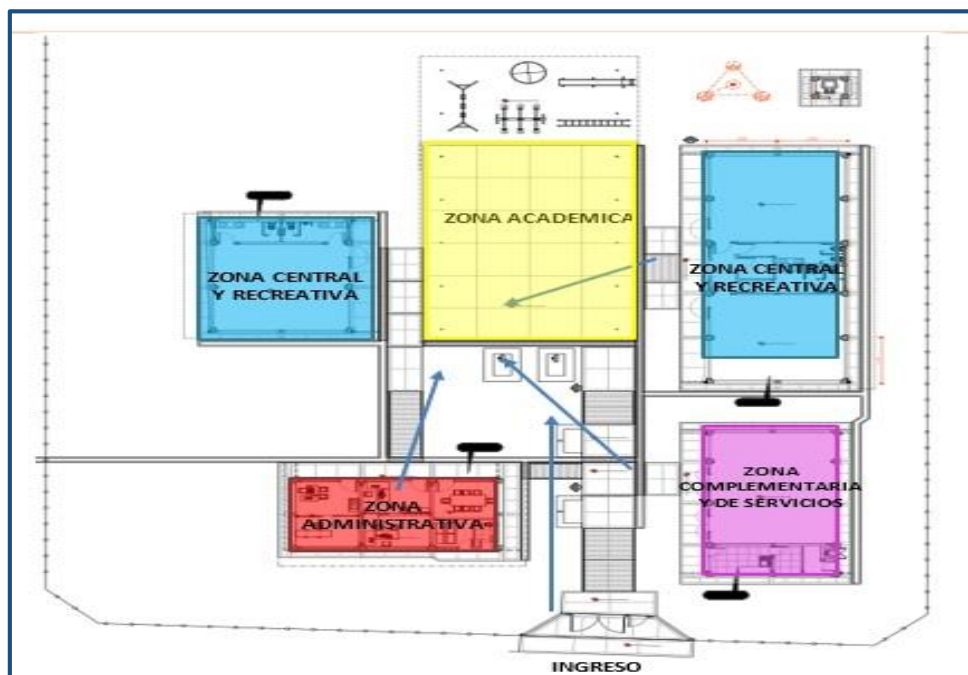 ZONA ACADEMICA
ZONA CENTRAL
Y RECREATIVA
ZONA CENTRAL
Y RECREATIVA
ZONA
ADMINISTRATIVA
ZONA
COMPLEMENTARIA
Y DE SERVICIOS
INGRESO